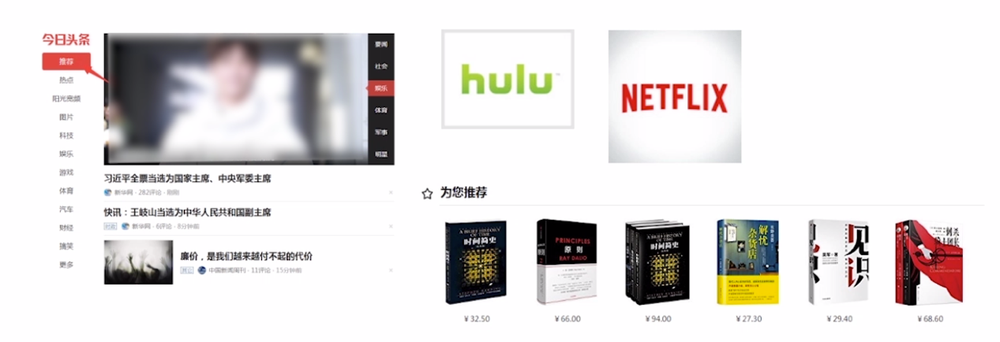 今日头条
推荐
热点
阳光宽频
图片
科技
娱乐
游戏
体育
汽车
财经
搞笑
更多
要闻
社会
娱乐
体育
军事
明星
习近平全票当选为国家主席、中央军委主席
新华网 · 282评论 · 刚刚
快讯：王岐山当选为中华人民共和国副主席
时政 新华网 · 6评论 · 8分钟前
廉价，是我们越来越付不起的代价
中国新闻周刊 · 11评论 · 15分钟前
hulu
NETFLIX
为您推荐
A BRIEF HISTORY
OF TIME
时间简史
PRINCIPLES
原则
RAY DALIO
A BRIEF HISTORY
OF TIME
时间简史
解忧
杂货店
见识
¥32.50
¥66.00
¥94.00
¥27.30
¥29.40
¥68.60